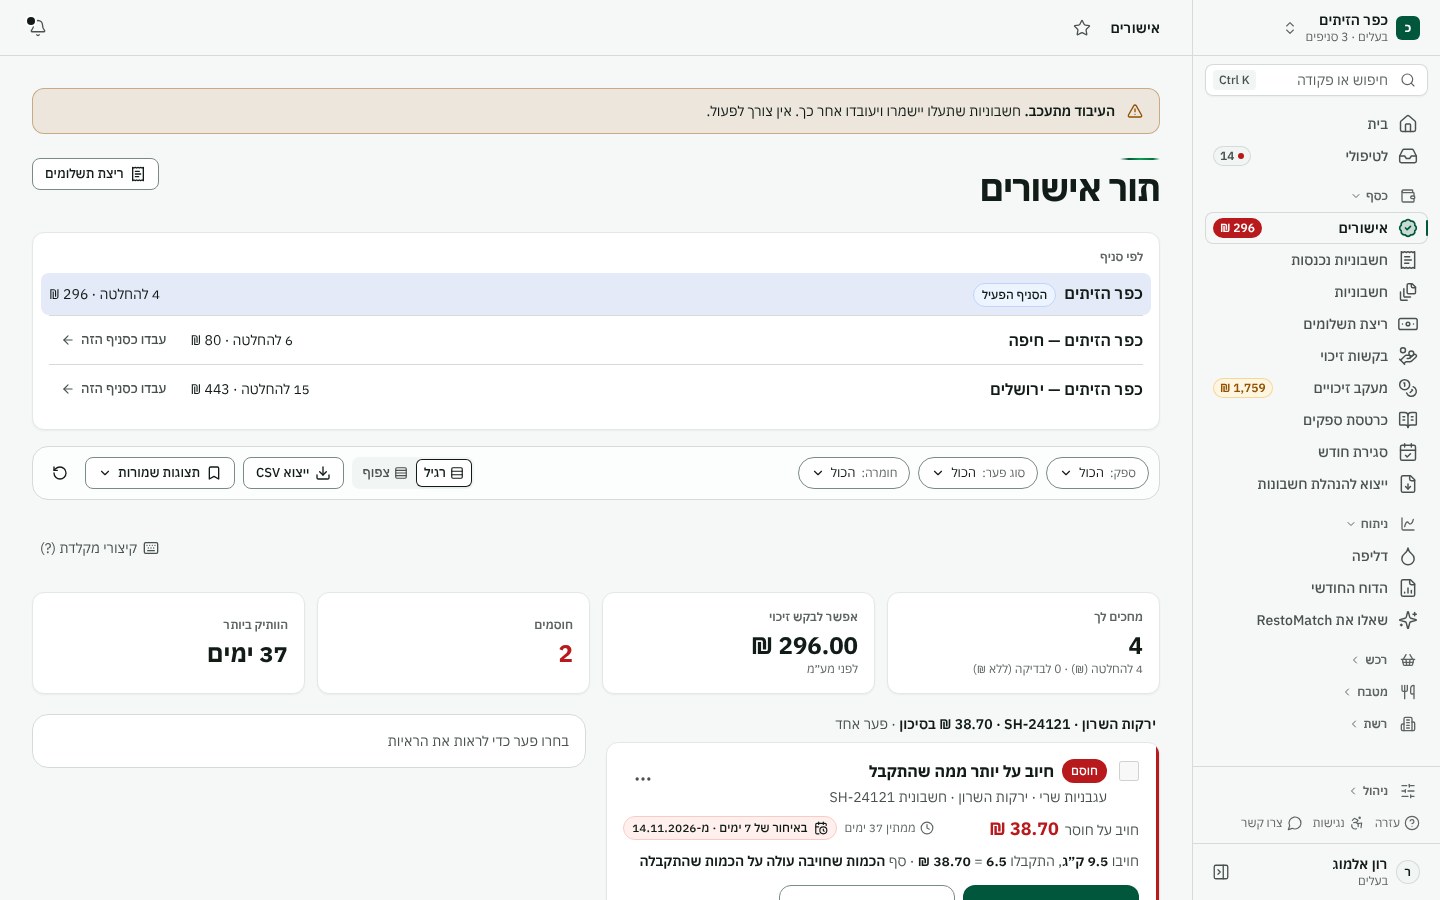 כ
כפר הזיתים
בעלים · 3 סניפים
חיפוש או פקודה
Ctrl K
בית
לטיפולי
14
כסף
אישורים
296 ₪
חשבוניות נכנסות
חשבוניות
ריצת תשלומים
בקשות זיכוי
מעקב זיכויים
1,759 ₪
כרטסת ספקים
סגירת חודש
ייצוא להנהלת חשבונות
ניתוח
דליפה
הדוח החודשי
שאלו את RestoMatch
רכש
מטבח
רשת
ניהול
עזרה
נגישות
צרו קשר
ר
רון אלמוג
בעלים
אישורים
העיבוד מתעכב. חשבוניות שתעלו יישמרו ויעובדו אחר כך. אין צורך לפעול.
תור אישורים
ריצת תשלומים
לפי סניף
כפר הזיתים
הסניף הפעיל
4 להחלטה · 296 ₪
כפר הזיתים — חיפה
6 להחלטה · 80 ₪
עבדו כסניף הזה
כפר הזיתים — ירושלים
15 להחלטה · 443 ₪
עבדו כסניף הזה
ספק: הכול
סוג פער: הכול
חומרה: הכול
רגיל
צפוף
ייצוא CSV
תצוגות שמורות
קיצורי מקלדת (?)
מחכים לך
4
4 להחלטה (₪) · 0 לבדיקה (ללא ₪)
אפשר לבקש זיכוי
296.00 ₪
לפני מע״מ
חוסמים
2
הוותיק ביותר
37 ימים
ירקות השרון · SH-24121 · 38.70 ₪ בסיכון · פער אחד
חוסם
חיוב על יותר ממה שהתקבל
עגבניות שרי · ירקות השרון · חשבונית SH-24121
חויב על חוסר 38.70 ₪
ממתין 37 ימים
באיחור של 7 ימים · מ-14.11.2026
חויבו 9.5 ק״ג, התקבלו 6.5 = 38.70 ₪ · סף הכמות שחויבה עולה על הכמות שהתקבלה
בחרו פער כדי לראות את הראיות